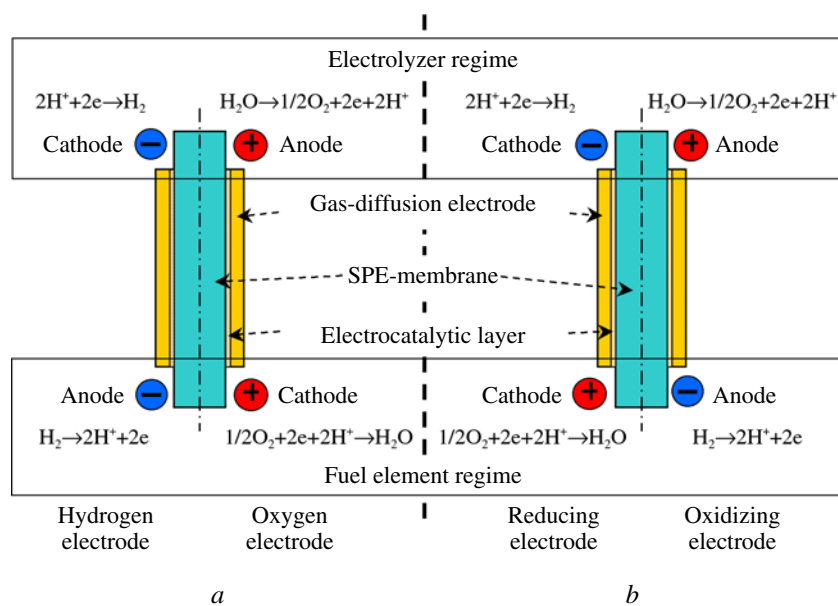 Electrolyzer regime
2H⁺+2e→H₂ H₂O→1/2O₂+2e+2H⁺ 2H⁺+2e→H₂ H₂O→1/2O₂+2e+2H⁺
Cathode − + Anode Cathode − + Anode
Gas-diffusion electrode
SPE-membrane
Electrocatalytic layer
Anode − + Cathode Cathode + − Anode
H₂→2H⁺+2e 1/2O₂+2e+2H⁺→H₂O 1/2O₂+2e+2H⁺→H₂O H₂→2H⁺+2e
Fuel element regime
Hydrogen Oxygen Reducing Oxidizing
electrode electrode electrode electrode
a b